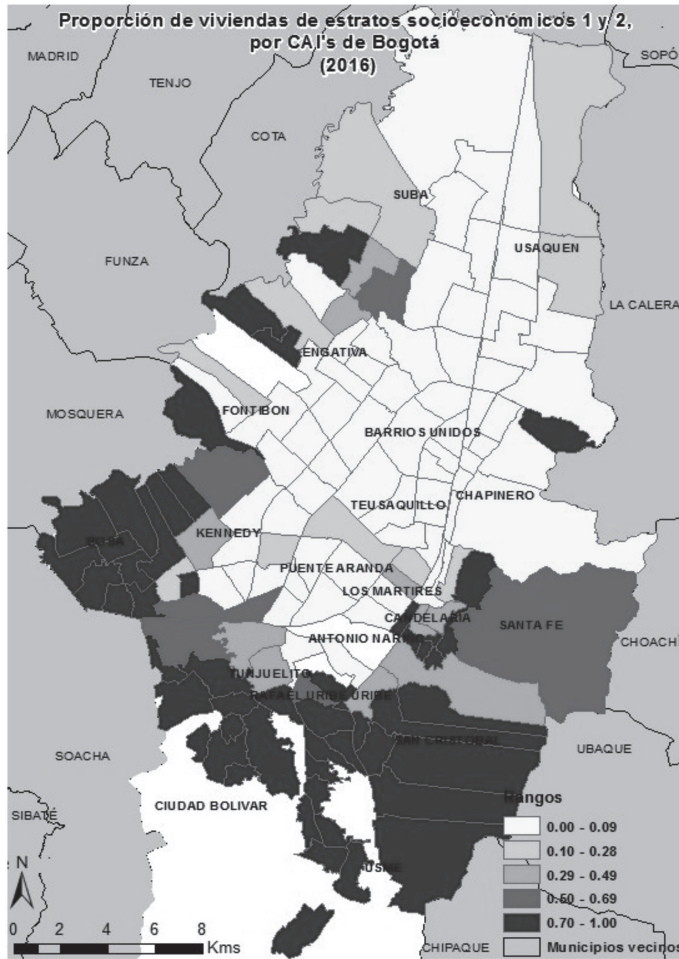 Proporción de viviendas de estratos socioeconómicos 1 y 2,
por CAI's de Bogotá
(2016)
MADRID
TENJO
SOPÓ
COTA
SUBA
USAQUEN
FUNZA
LA CALERA
ENGATIVA
MOSQUERA
FONTIBON
BARRIOS UNIDOS
TEUSAQUILLO
CHAPINERO
KENNEDY
BOSA
PUENTE ARANDA
LOS MARTIRES
CANDELARIA
SANTA FE
ANTONIO NARIÑO
CHOACH
TUNJUELITO
RAFAEL URIBE URIBE
SAN CRISTOBAL
SOACHA
UBAQUE
CIUDAD BOLIVAR
SIBATÉ
USME
CHIPAQUE
Rangos
0.00 - 0.09
0.10 - 0.28
0.29 - 0.49
0.50 - 0.69
0.70 - 1.00
Municipios vecinos
N
0 2 4 6 8
Kms